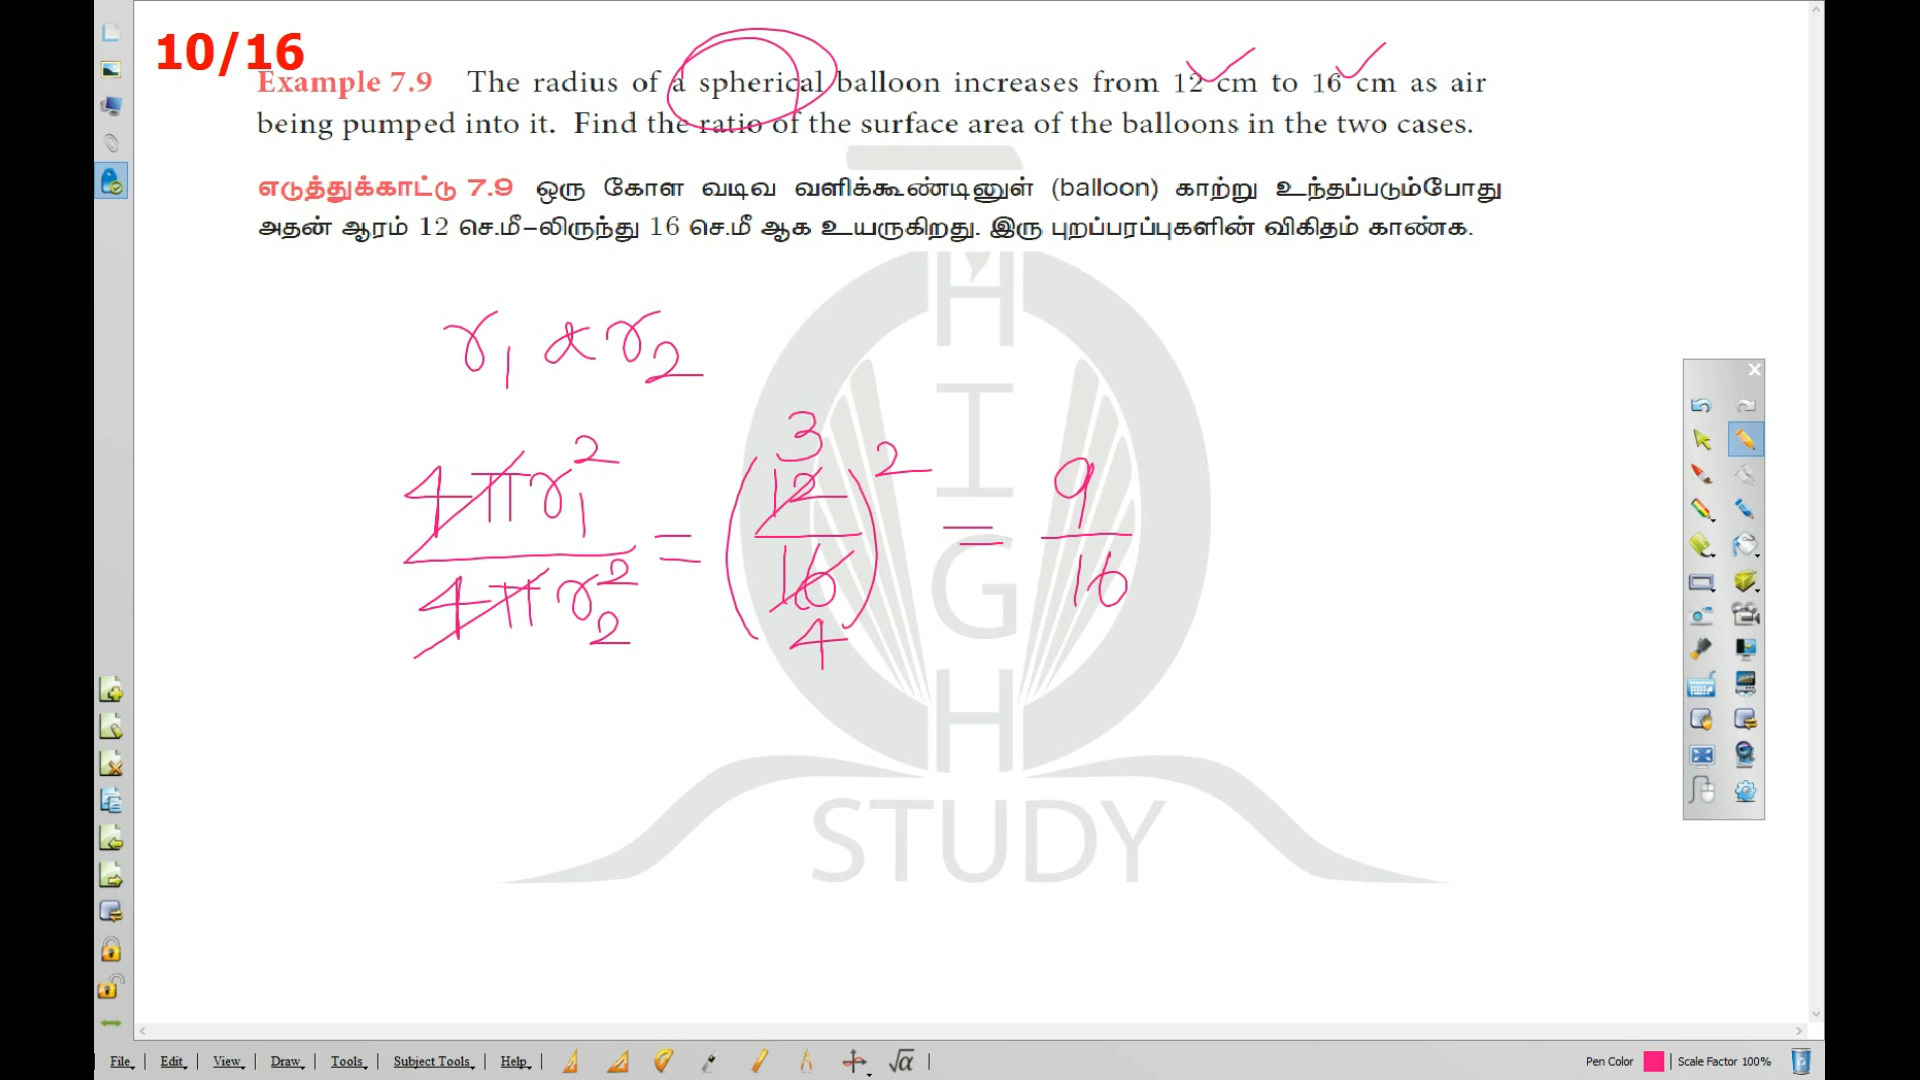 10/16
Example 7.9 The radius of a spherical balloon increases from 12 cm to 16 cm as air
being pumped into it. Find the ratio of the surface area of the balloons in the two cases.
எடுத்துக்காட்டு 7.9 ஒரு கோள வடிவ வளிக்கூண்டினுள் (balloon) காற்று உந்தப்படும்போது
அதன் ஆரம் 12 செ.மீ-லிருந்து 16 செ.மீ ஆக உயருகிறது. இரு புறப்பரப்புகளின் விகிதம் காண்க.
r₁ ∝ r₂
4πr₁² / 4πr₂² = (12/16)² = 9/16
3
4
HIGH
STUDY
File Edit View Draw Tools Subject Tools Help √α Pen Color Scale Factor 100%